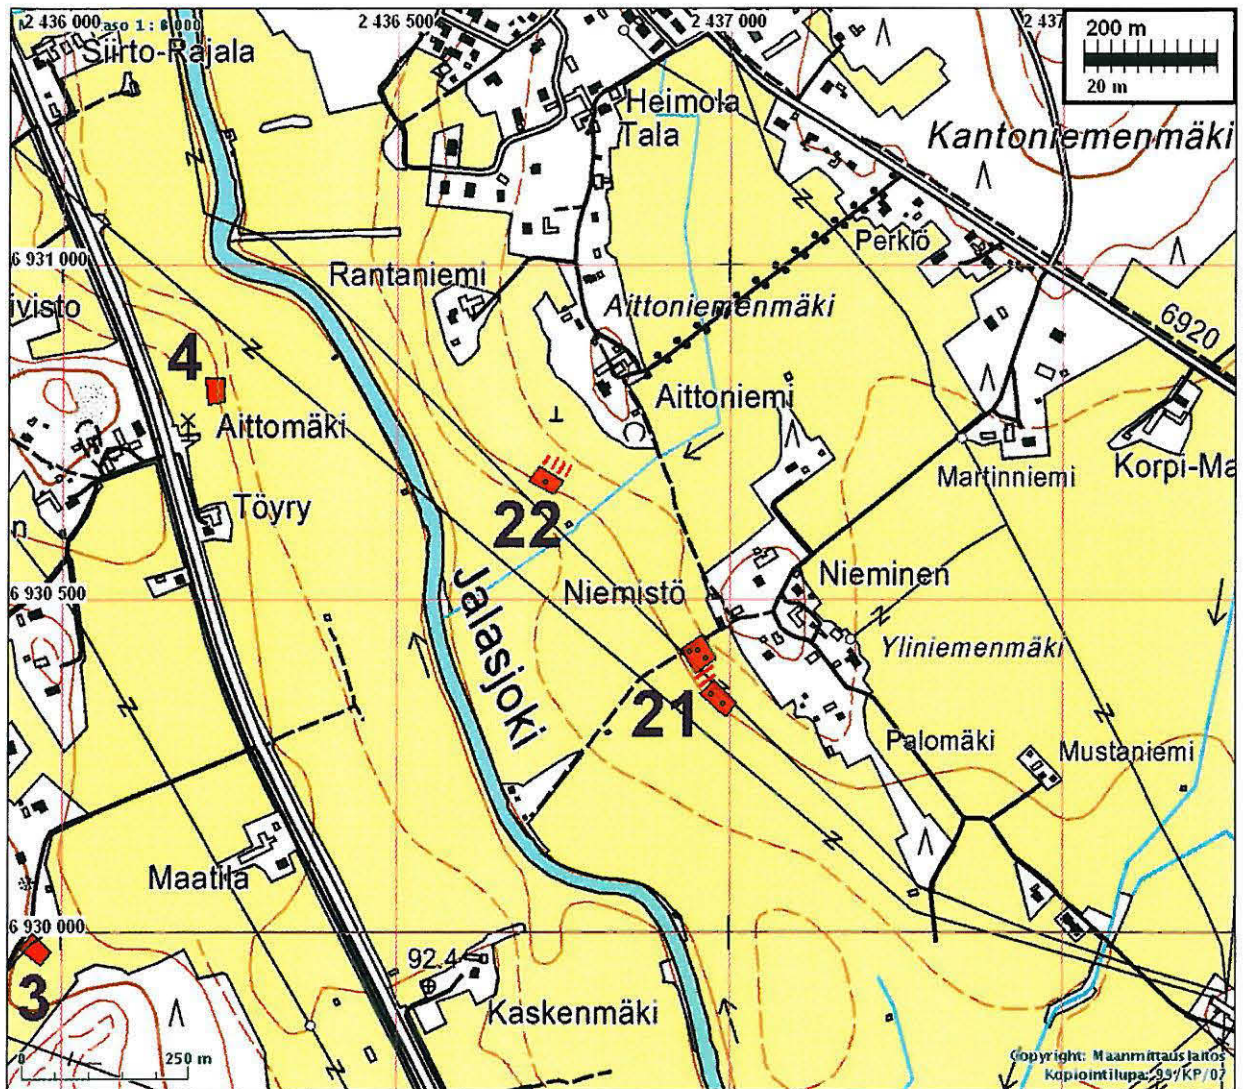 2 436 000
aso 1 : 8 000
2 436 500
2 437 000
2 437
200 m
20 m
Siirto-Rajala
Heimola
Tala
Kantoniemenmäki
Perkiö
6 931 000
Rantaniemi
ivisto
Aittoniemenmäki
6920
4
Aittomäki
Aittoniemi
Martinniemi
Korpi-Ma
Töyry
22
n
Jalasjoki
Niemistö
Nieminen
6 930 500
Yliniemenmäki
21
Palomäki
Mustaniemi
Maatila
6 930 000
3
92.4
Kaskenmäki
0
250 m
Copyright: Maanmittauslaitos
Kopiointilupa: 99/KP/07